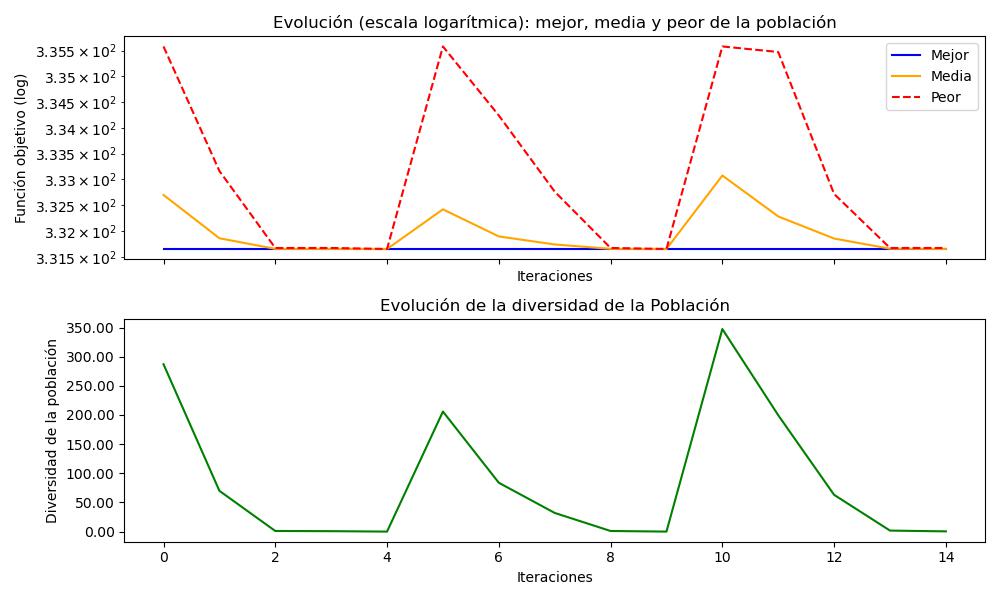 Evolución (escala logarítmica): mejor, media y peor de la población
Función objetivo (log)
3.355 × 10²
3.35 × 10²
3.345 × 10²
3.34 × 10²
3.335 × 10²
3.33 × 10²
3.325 × 10²
3.32 × 10²
3.315 × 10²
Mejor
Media
Peor
Iteraciones
Evolución de la diversidad de la Población
Diversidad de la población
350.00
300.00
250.00
200.00
150.00
100.00
50.00
0.00
0 2 4 6 8 10 12 14
Iteraciones